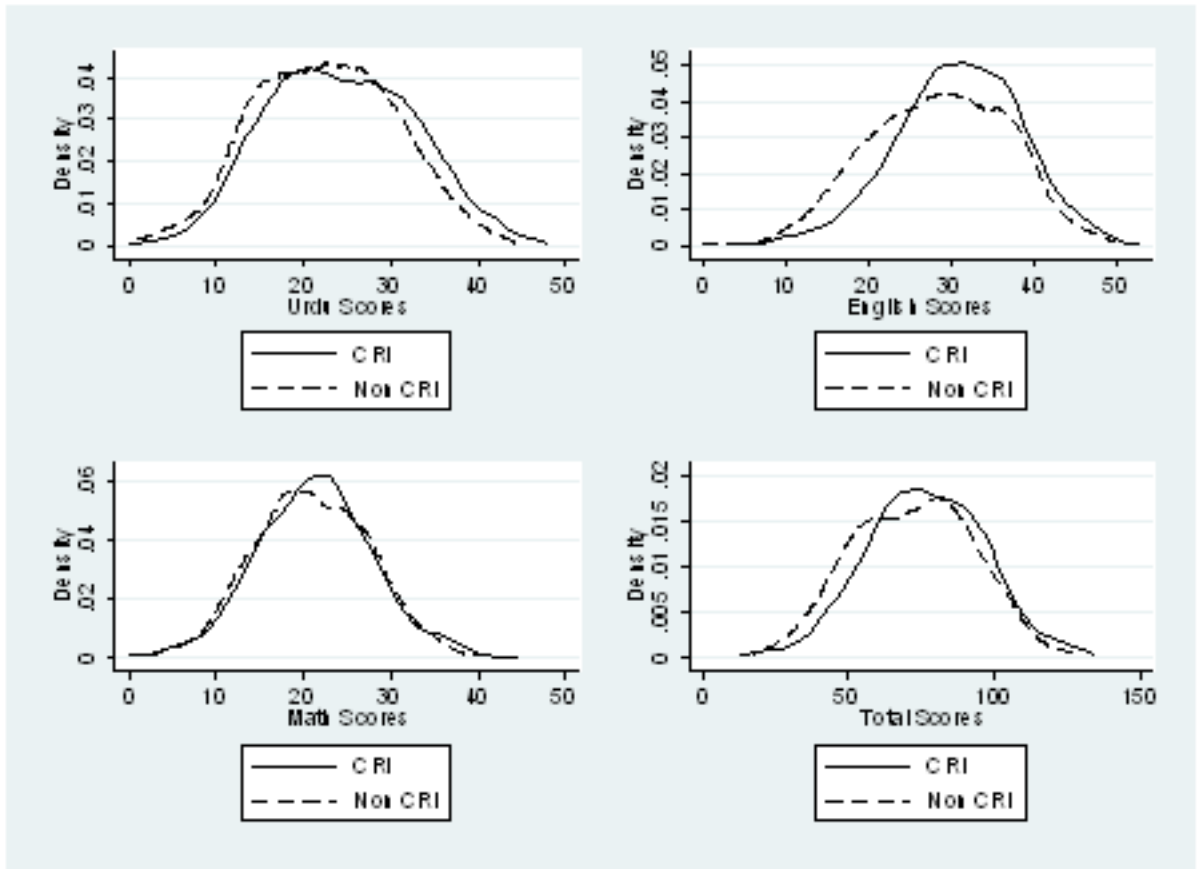 Density
0 .01 .02 .03 .04
0 10 20 30 40 50
Urdu Scores
CRI
Non CRI
Density
0 .01 .02 .03 .04 .05
0 10 20 30 40 50
English Scores
CRI
Non CRI
Density
0 .02 .04 .06
0 10 20 30 40 50
Math Scores
CRI
Non CRI
Density
0 .005 .01 .015 .02
0 50 100 150
Total Scores
CRI
Non CRI